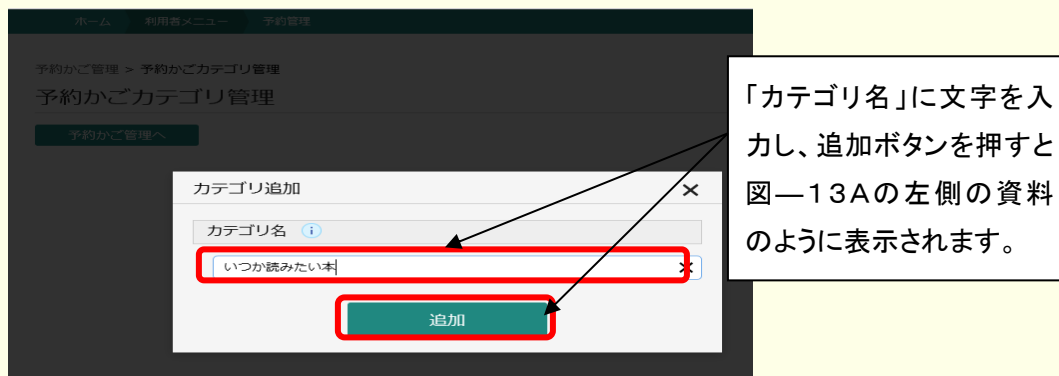 ホーム 利用者メニュー 予約管理
予約かご管理 > 予約かごカテゴリ管理
予約かごカテゴリ管理
予約かご管理へ
カテゴリ追加 ×
カテゴリ名 i
いつか読みたい本 ×
追加
「カテゴリ名」に文字を入
力し、追加ボタンを押すと
図―13Aの左側の資料
のように表示されます。